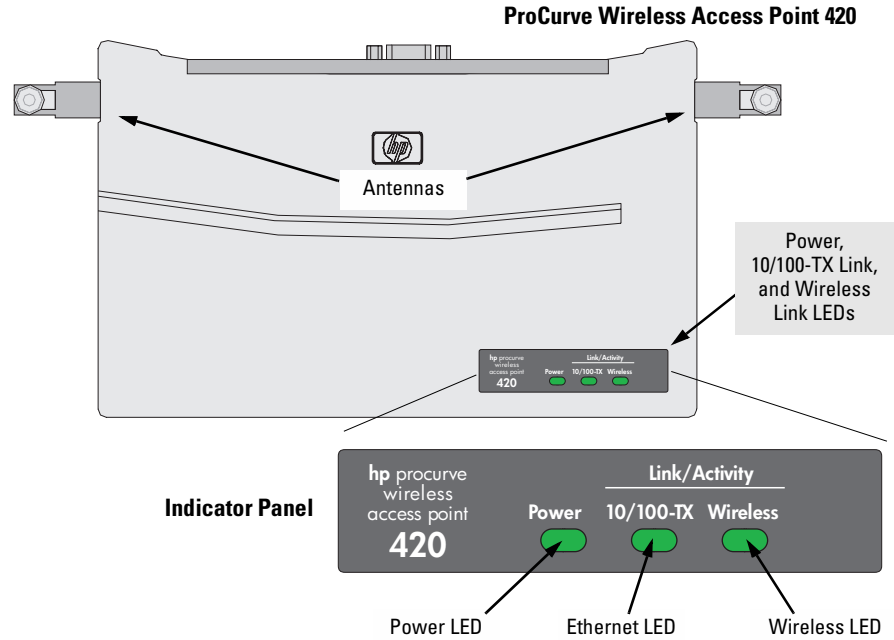 ProCurve Wireless Access Point 420
hp
Antennas
Power,
10/100-TX Link,
and Wireless
Link LEDs
hp procurve
wireless
access point
420
Link/Activity
Power 10/100-TX Wireless
Indicator Panel
hp procurve
wireless
access point
420
Link/Activity
Power 10/100-TX Wireless
Power LED
Ethernet LED
Wireless LED